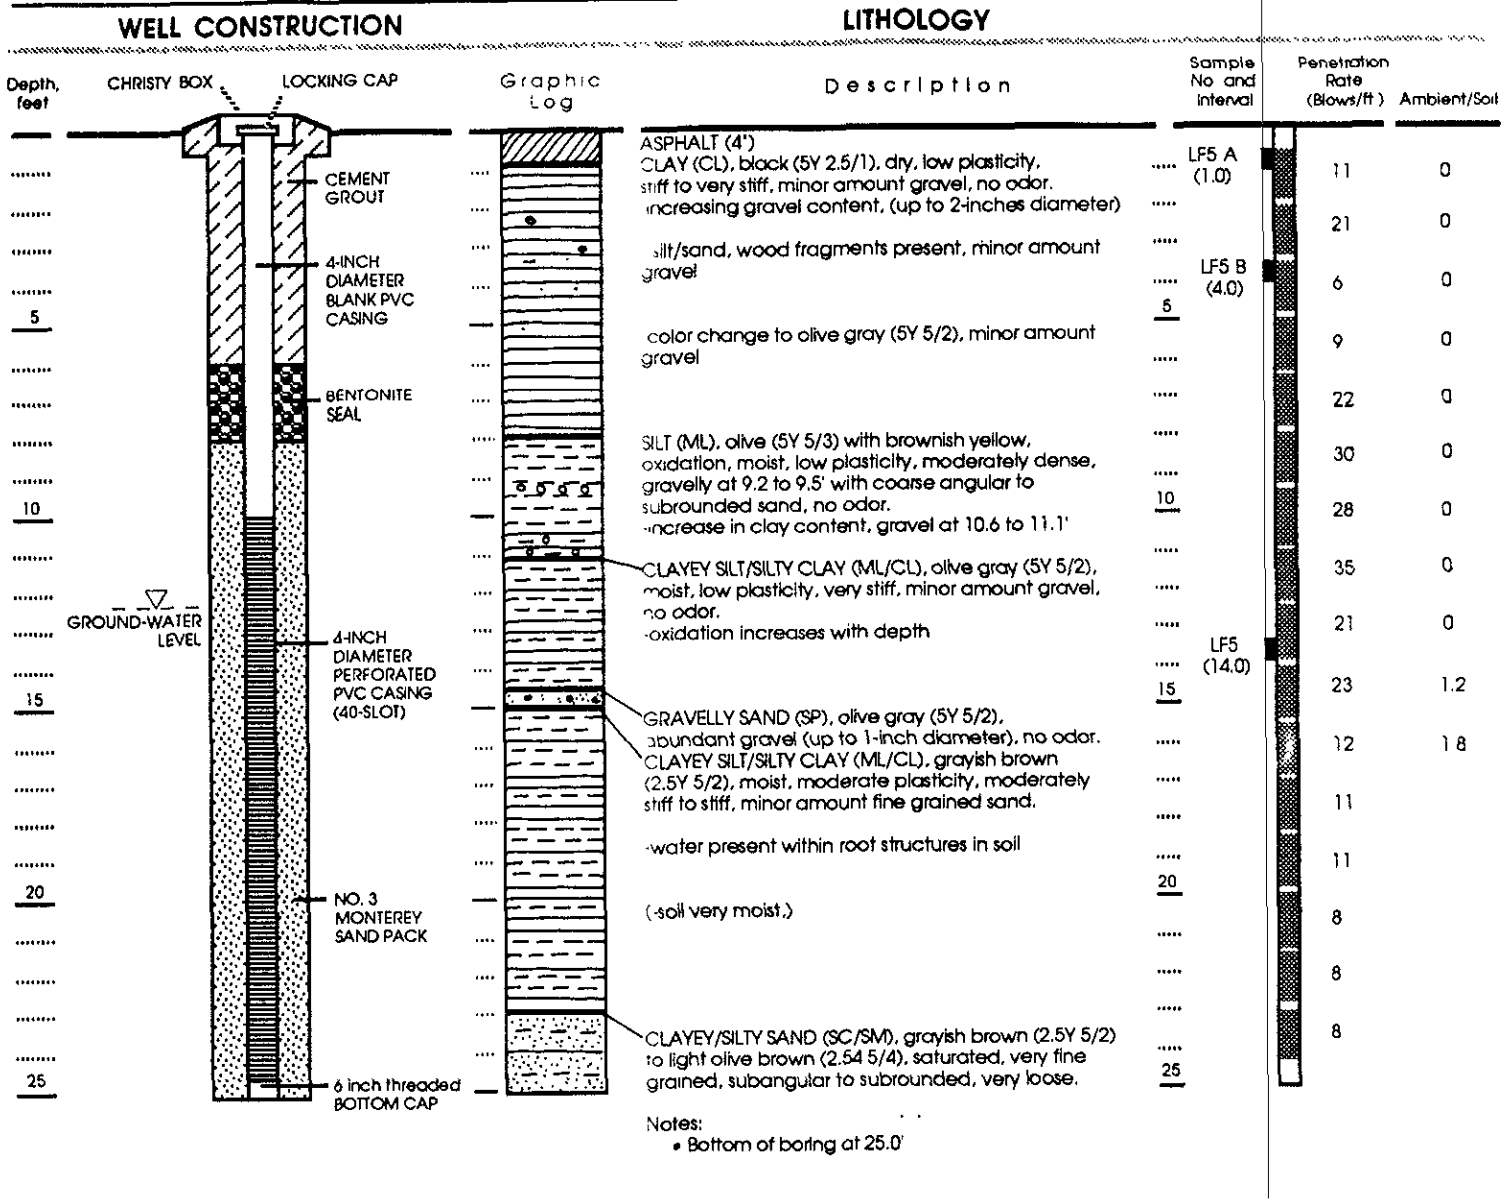 WELL CONSTRUCTION
LITHOLOGY
Depth,
feet
CHRISTY BOX
LOCKING CAP
Graphic
Log
Description
Sample
No and
Interval
Penetration
Rate
(Blows/ft)
Ambient/Soil
CEMENT
GROUT
4-INCH
DIAMETER
BLANK PVC
CASING
BENTONITE
SEAL
GROUND-WATER
LEVEL
4-INCH
DIAMETER
PERFORATED
PVC CASING
(40-SLOT)
NO. 3
MONTEREY
SAND PACK
6 inch threaded
BOTTOM CAP
5
10
15
20
25
ASPHALT (4")
CLAY (CL), black (5Y 2.5/1), dry, low plasticity,
stiff to very stiff, minor amount gravel, no odor.
increasing gravel content, (up to 2-inches diameter)
silt/sand, wood fragments present, minor amount
gravel
color change to olive gray (5Y 5/2), minor amount
gravel
SILT (ML), olive (5Y 5/3) with brownish yellow,
oxidation, moist, low plasticity, moderately dense,
gravelly at 9.2 to 9.5' with coarse angular to
subrounded sand, no odor.
-increase in clay content, gravel at 10.6 to 11.1'
CLAYEY SILT/SILTY CLAY (ML/CL), olive gray (5Y 5/2),
moist, low plasticity, very stiff, minor amount gravel,
no odor.
-oxidation increases with depth
GRAVELLY SAND (SP), olive gray (5Y 5/2),
abundant gravel (up to 1-inch diameter), no odor.
CLAYEY SILT/SILTY CLAY (ML/CL), grayish brown
(2.5Y 5/2), moist, moderate plasticity, moderately
stiff to stiff, minor amount fine grained sand.
-water present within root structures in soil
(-soil very moist.)
CLAYEY/SILTY SAND (SC/SM), grayish brown (2.5Y 5/2)
to light olive brown (2.54 5/4), saturated, very fine
grained, subangular to subrounded, very loose.
Notes:
• Bottom of boring at 25.0'
5
10
15
20
25
LF5 A
(1.0)
LF5 B
(4.0)
LF5
(14.0)
11 0
21 0
6 0
9 0
22 0
30 0
28 0
35 0
21 0
23 1.2
12 1 8
11
11
8
8
8